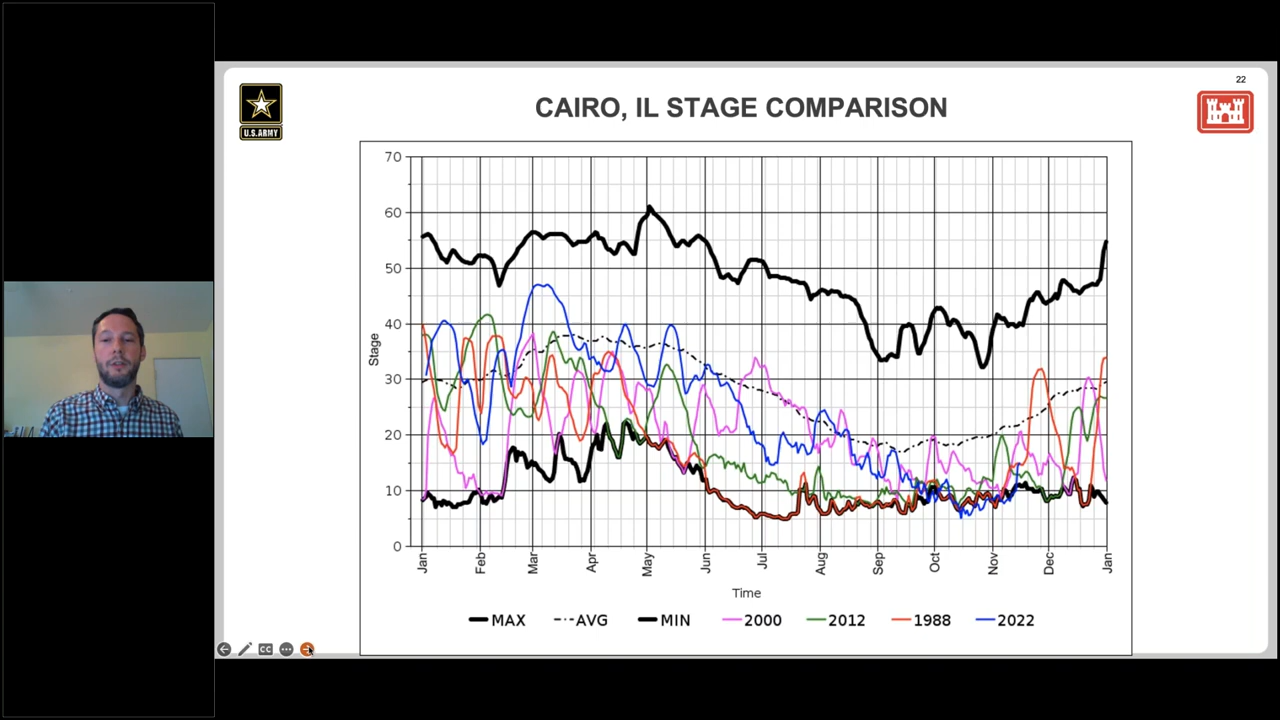 22
CAIRO, IL STAGE COMPARISON
U.S.ARMY
70
60
50
40
30
20
10
0
Stage
Jan
Feb
Mar
Apr
May
Jun
Jul
Aug
Sep
Oct
Nov
Dec
Jan
Time
MAX AVG MIN 2000 2012 1988 2022
CC